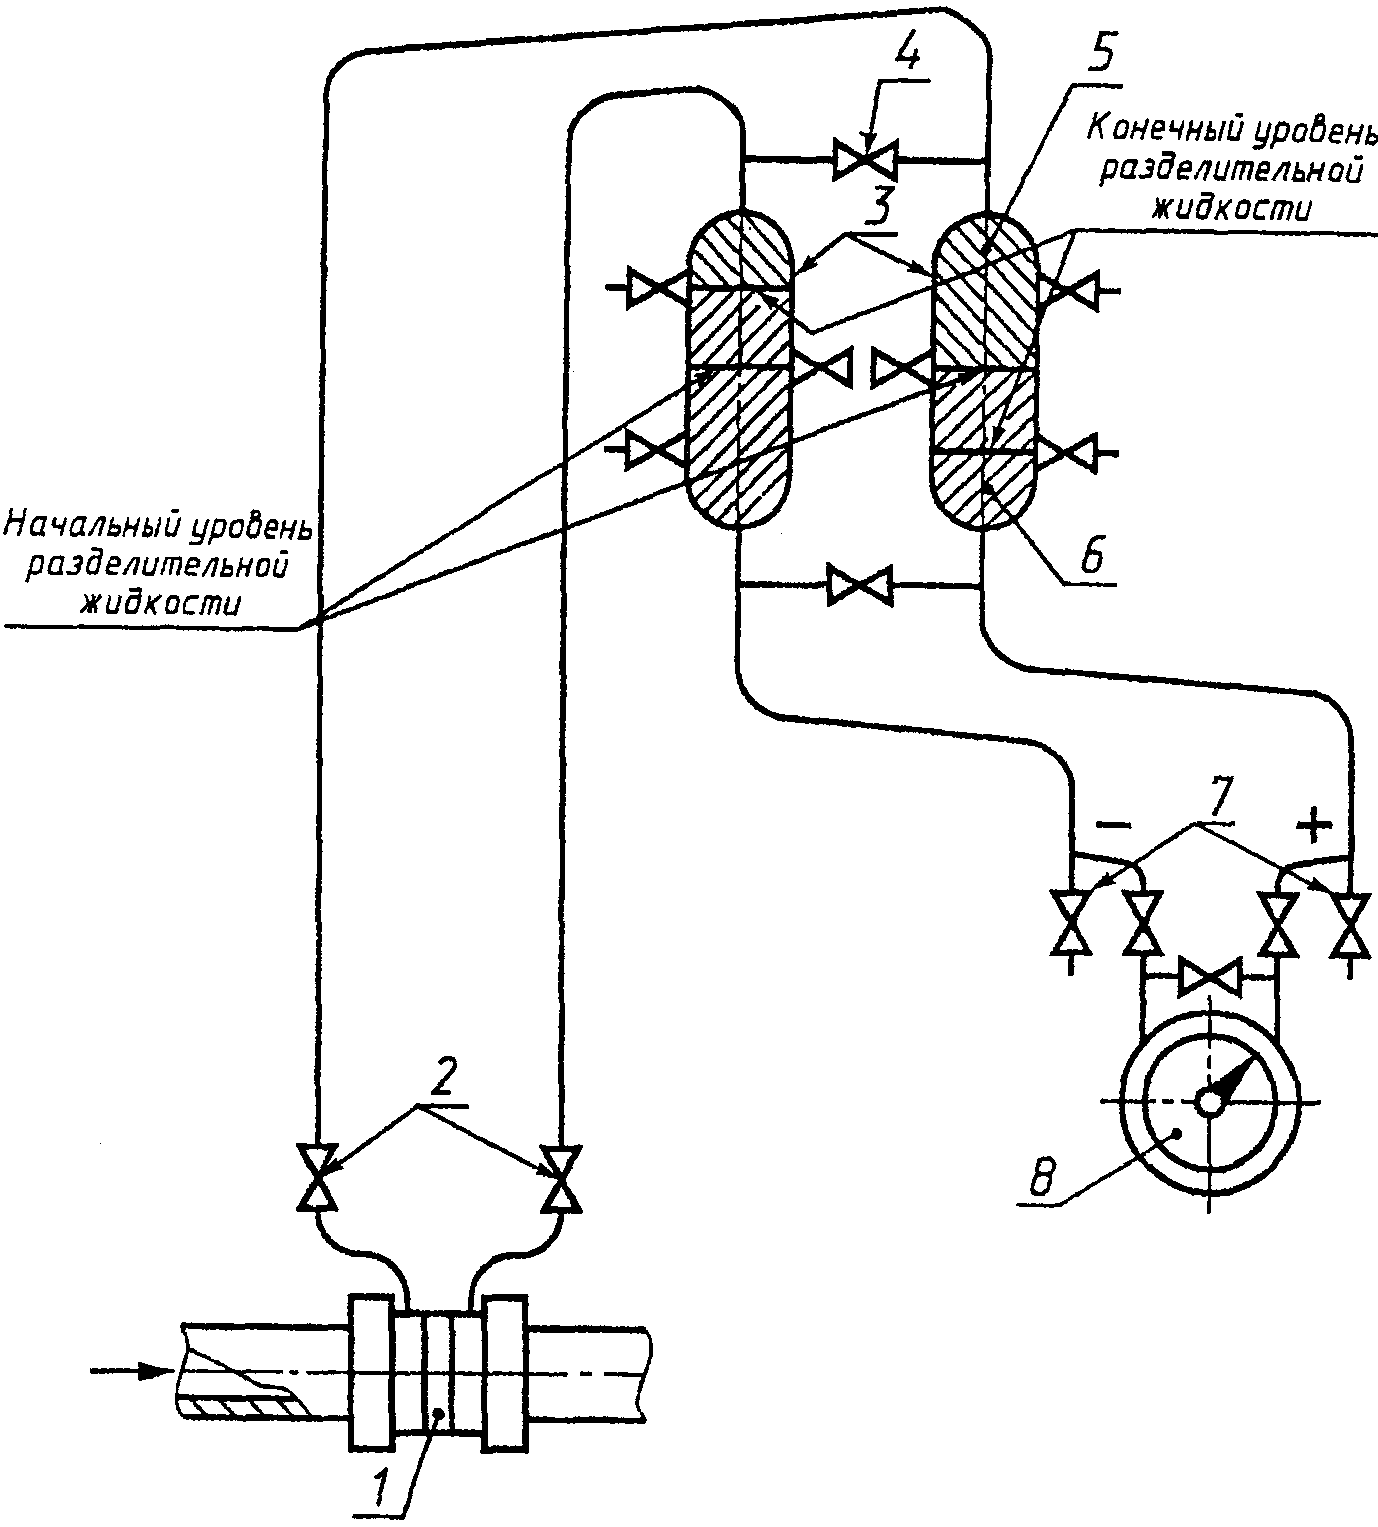 4
5
Конечный уровень
разделительной
жидкости
3
Начальный уровень
разделительной
жидкости
6
7
− +
2
8
1